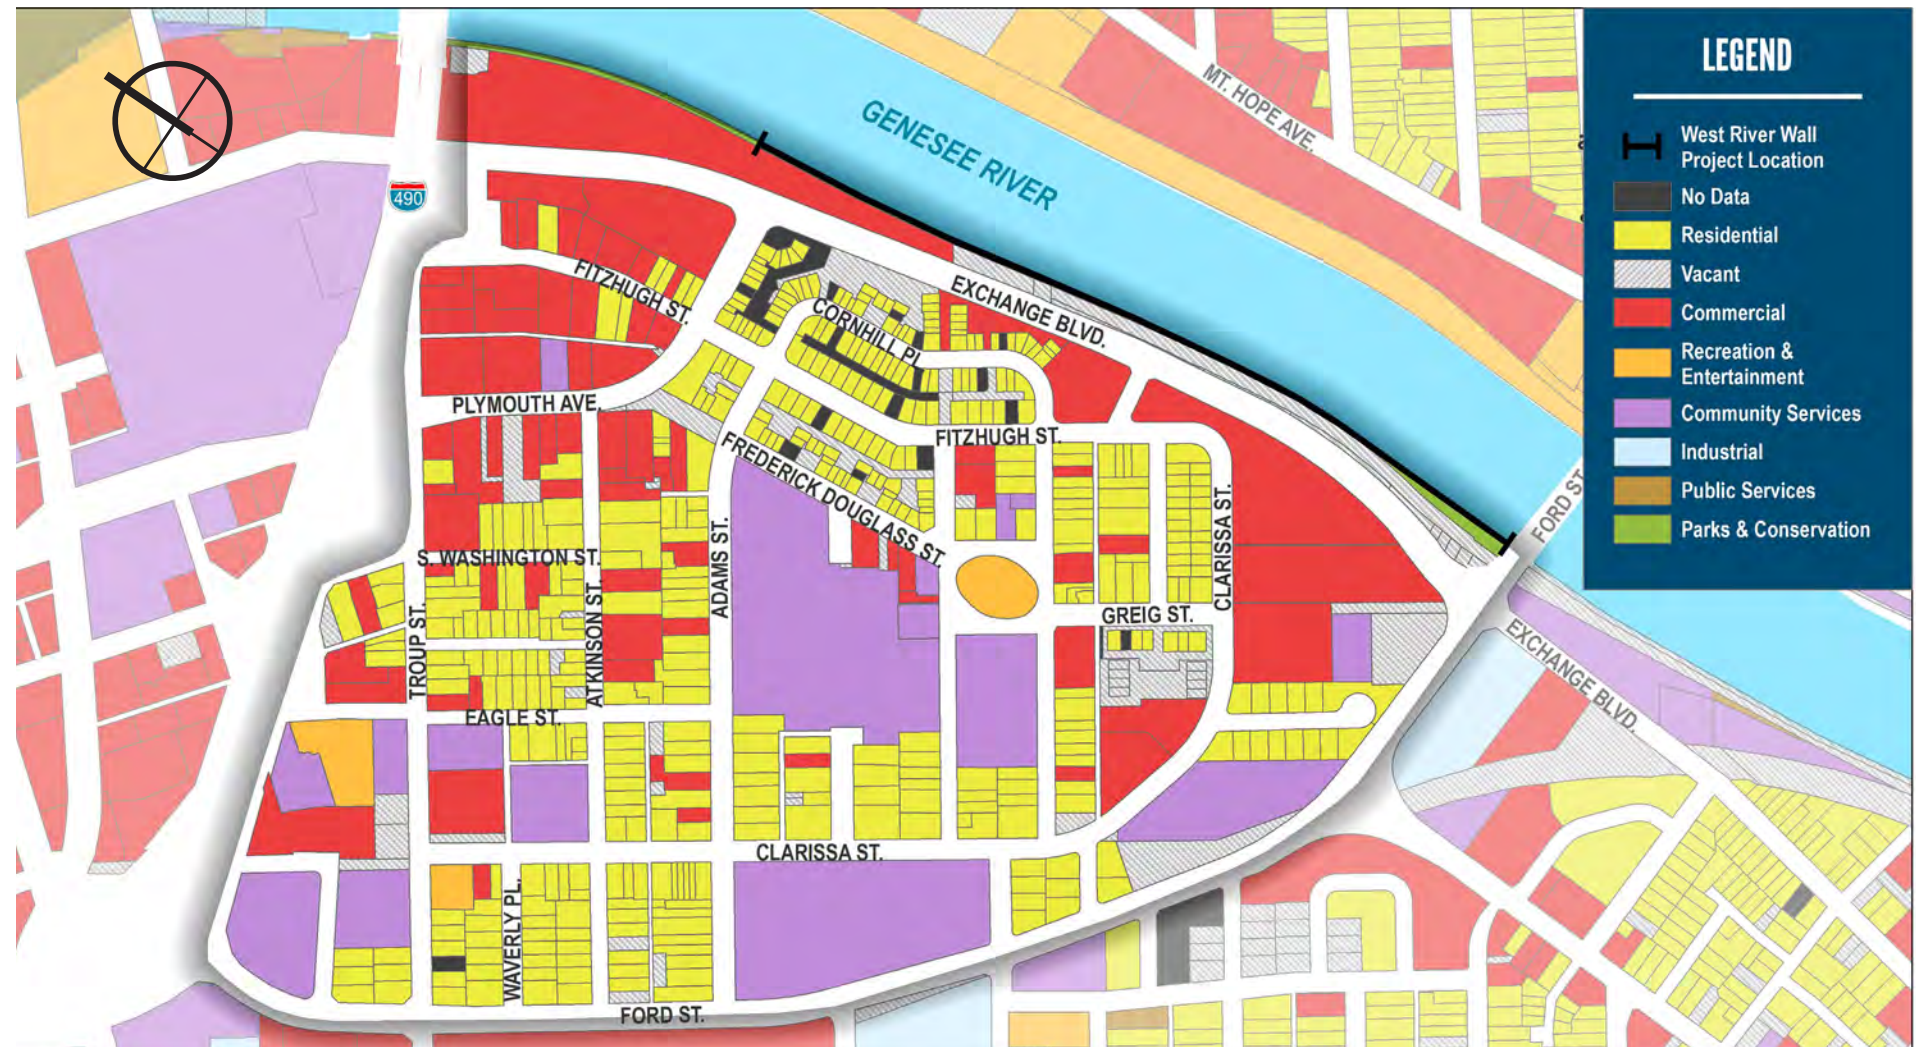 LEGEND
West River Wall
Project Location
No Data
Residential
Vacant
Commercial
Recreation &
Entertainment
Community Services
Industrial
Public Services
Parks & Conservation
MT. HOPE AVE.
GENESEE RIVER
490
FITZHUGH ST.
EXCHANGE BLVD.
CORNHILL PL.
PLYMOUTH AVE.
FITZHUGH ST.
FREDERICK DOUGLASS ST.
FORD ST.
CLARISSA ST.
S. WASHINGTON ST.
ADAMS ST.
GREIG ST.
TROUP ST.
ATKINSON ST.
EXCHANGE BLVD.
EAGLE ST.
CLARISSA ST.
WAVERLY PL.
FORD ST.